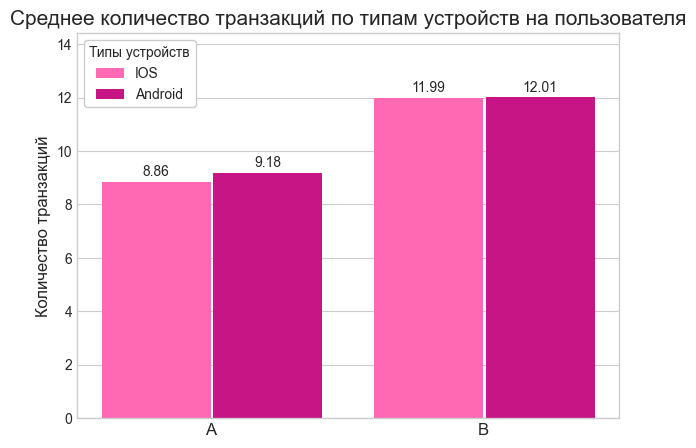 Среднее количество транзакций по типам устройств на пользователя
Типы устройств
IOS
Android
Количество транзакций
14
12
10
8
6
4
2
0
8.86
9.18
11.99
12.01
A
B